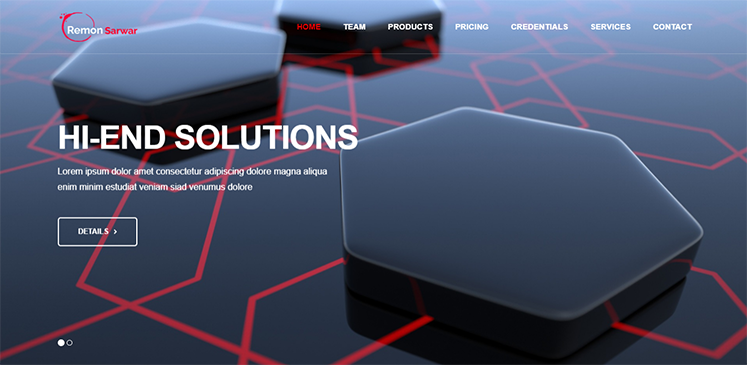 Remon Sarwar
HOME TEAM PRODUCTS PRICING CREDENTIALS SERVICES CONTACT
HI-END SOLUTIONS
Lorem ipsum dolor amet consectetur adipiscing dolore magna aliqua
enim minim estudiat veniam siad venumus dolore
DETAILS >